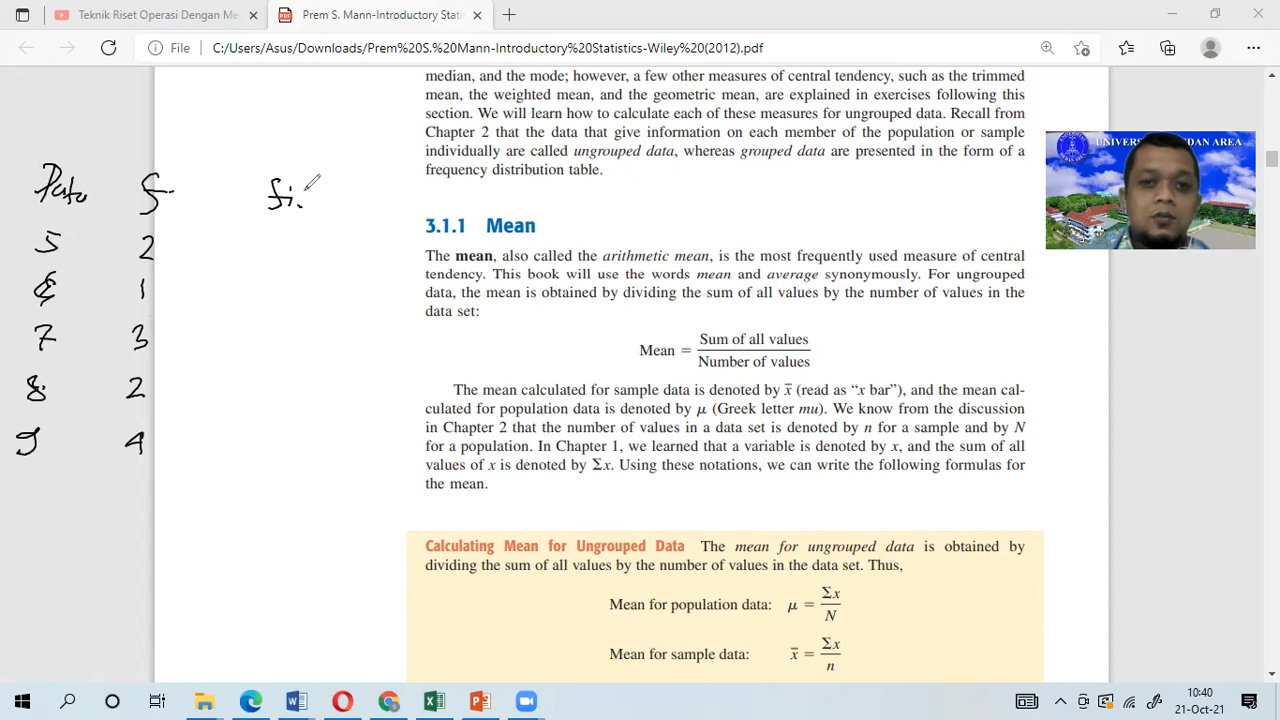 Teknik Riset Operasi Dengan Me
Prem S. Mann-Introductory Stati
File C:/Users/Asus/Downloads/Prem%20S.%20Mann-Introductory%20Statistics-Wiley%20(2012).pdf
median, and the mode; however, a few other measures of central tendency, such as the trimmed
mean, the weighted mean, and the geometric mean, are explained in exercises following this
section. We will learn how to calculate each of these measures for ungrouped data. Recall from
Chapter 2 that the data that give information on each member of the population or sample
individually are called ungrouped data, whereas grouped data are presented in the form of a
frequency distribution table.
3.1.1 Mean
The mean, also called the arithmetic mean, is the most frequently used measure of central
tendency. This book will use the words mean and average synonymously. For ungrouped
data, the mean is obtained by dividing the sum of all values by the number of values in the
data set:
Mean = Sum of all values
Number of values
The mean calculated for sample data is denoted by x̄ (read as “x bar”), and the mean cal-
culated for population data is denoted by μ (Greek letter mu). We know from the discussion
in Chapter 2 that the number of values in a data set is denoted by n for a sample and by N
for a population. In Chapter 1, we learned that a variable is denoted by x, and the sum of all
values of x is denoted by Σx. Using these notations, we can write the following formulas for
the mean.
Calculating Mean for Ungrouped Data The mean for ungrouped data is obtained by
dividing the sum of all values by the number of values in the data set. Thus,
Mean for population data: μ = Σx
N
Mean for sample data: x̄ = Σx
n
Data f fi.
5 2
6 1
7 3
8 2
9 4
10:40
21-Oct-21